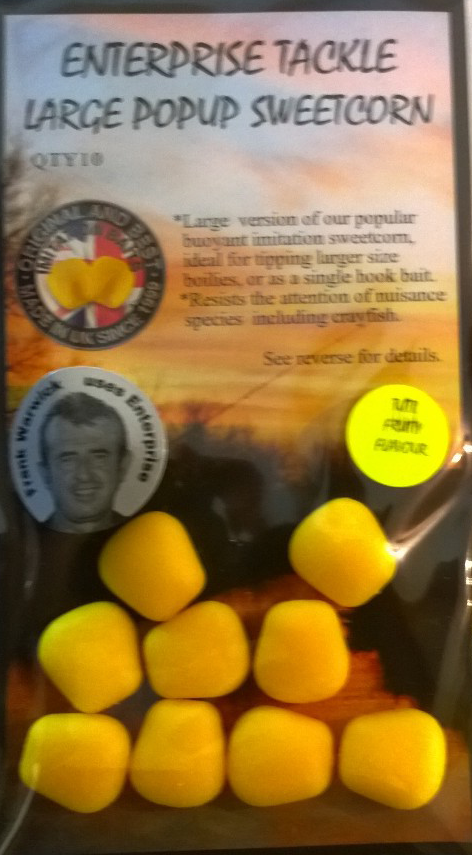 ENTERPRISE TACKLE
LARGE POPUP SWEETCORN
QTY10
*Large version of our popular
buoyant imitation sweetcorn,
ideal for tipping larger size
boilies, or as a single hook bait.
*Resists the attention of nuisance
species including crayfish.
See reverse for details.
ORIGINAL AND BEST
MADE IN UK SINCE
Frank Warwick uses Enterprise
TUTTI
FRUITY
FLAVOUR